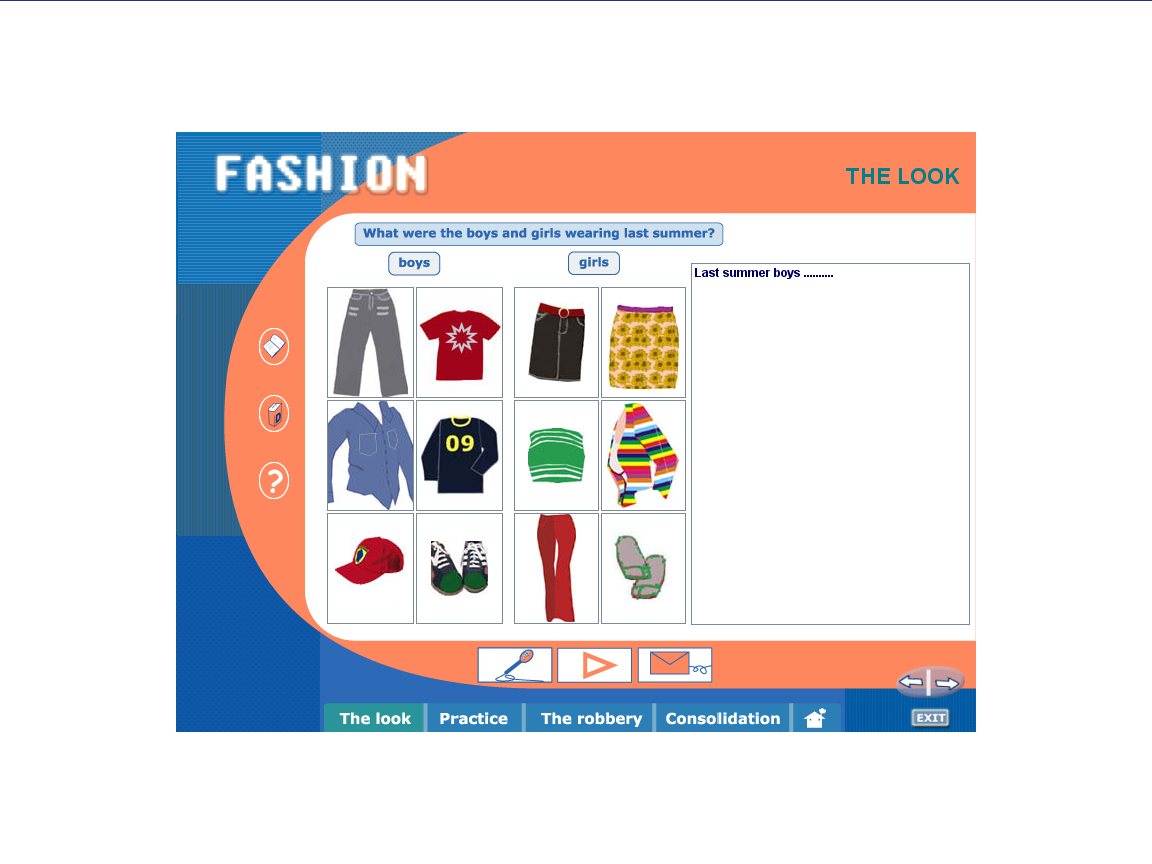 FASHION
THE LOOK
What were the boys and girls wearing last summer?
boys
girls
Last summer boys ..........
09
?
The look
Practice
The robbery
Consolidation
EXIT